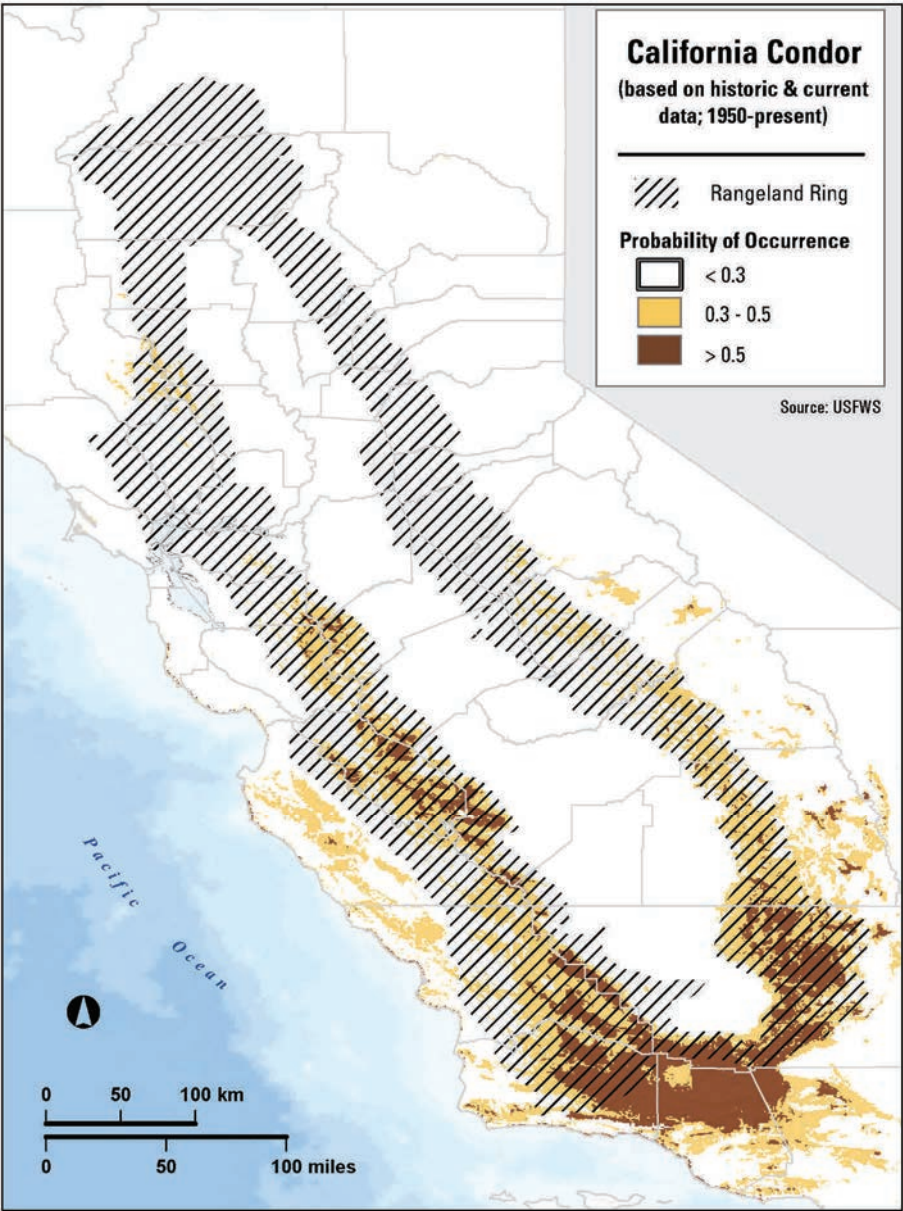 California Condor
(based on historic & current
data; 1950-present)
Rangeland Ring
Probability of Occurrence
< 0.3
0.3 - 0.5
> 0.5
Source: USFWS
Pacific
Ocean
0 50 100 km
0 50 100 miles